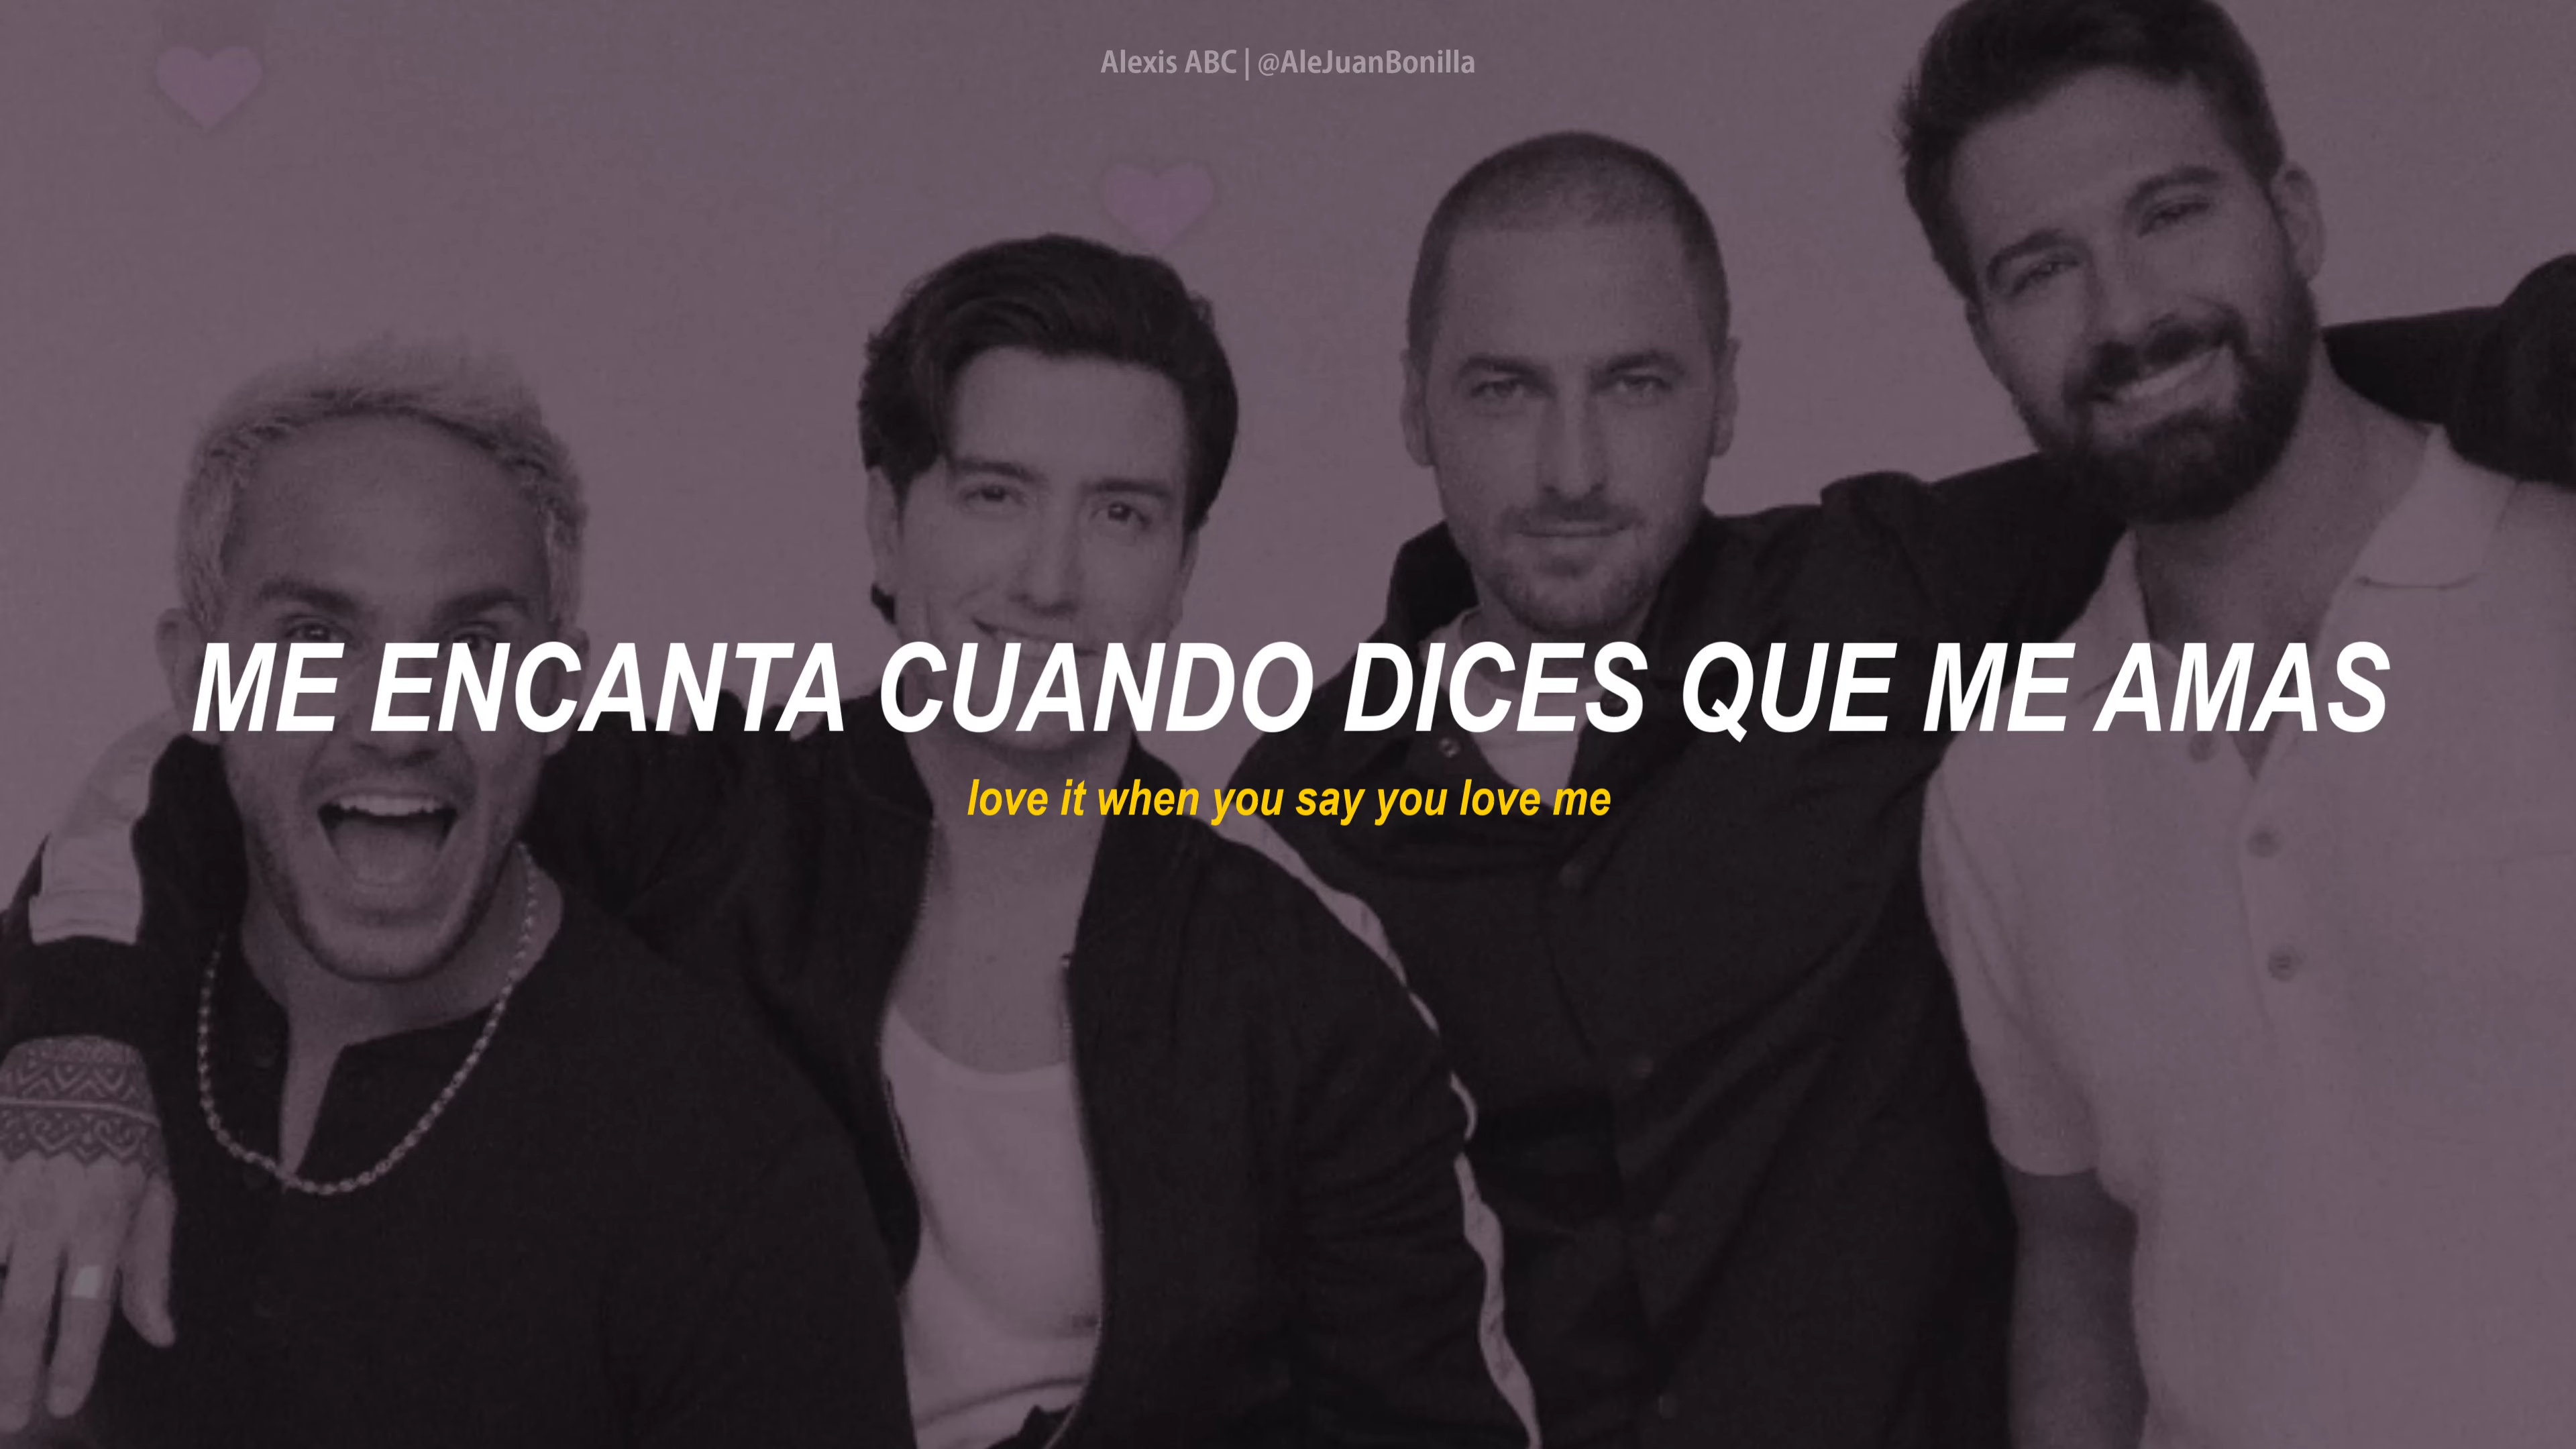 Alexis ABC | @AleJuanBonilla
ME ENCANTA CUANDO DICES QUE ME AMAS
love it when you say you love me